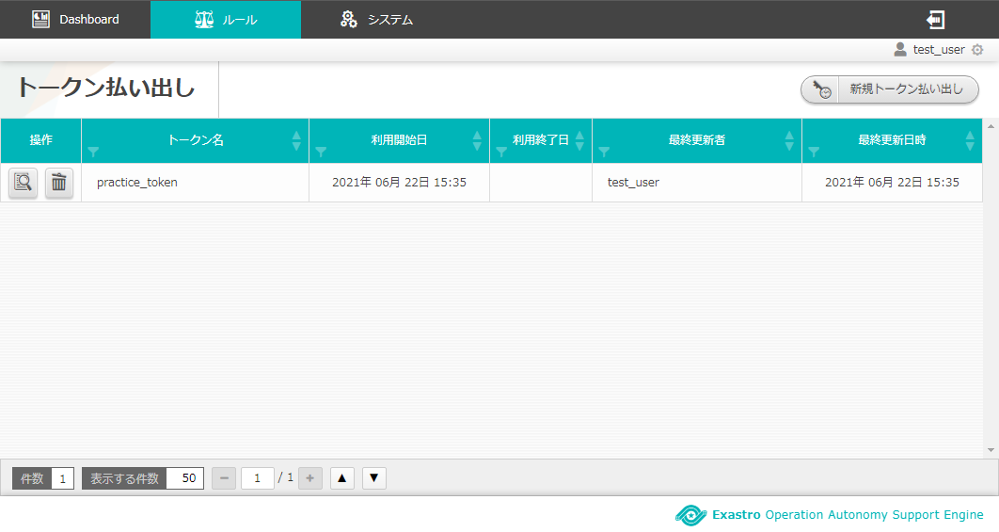 Dashboard ルール システム
test_user
トークン払い出し
新規トークン払い出し
操作 トークン名 利用開始日 利用終了日 最終更新者 最終更新日時
practice_token 2021年 06月 22日 15:35 test_user 2021年 06月 22日 15:35
件数 1 表示する件数 50 − 1 / 1 + ▲ ▼
Exastro Operation Autonomy Support Engine